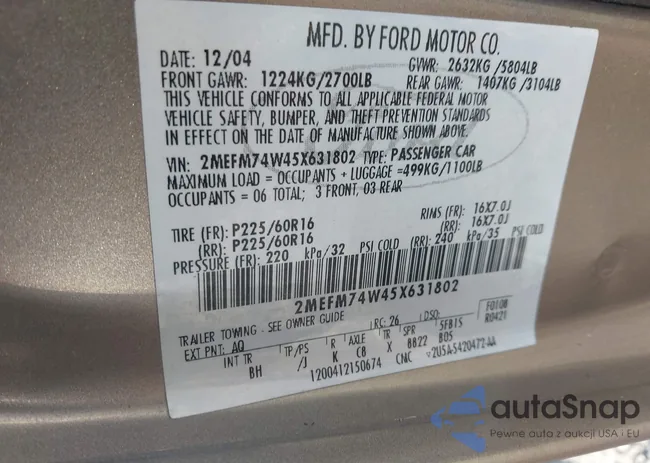 MFD. BY FORD MOTOR CO.
DATE: 12/04 GVWR: 2632KG /5804LB
FRONT GAWR: 1224KG/2700LB REAR GAWR: 1407KG /3104LB
THIS VEHICLE CONFORMS TO ALL APPLICABLE FEDERAL MOTOR
VEHICLE SAFETY, BUMPER, AND THEFT PREVENTION STANDARDS
IN EFFECT ON THE DATE OF MANUFACTURE SHOWN ABOVE.
VIN: 2MEFM74W45X631802 TYPE: PASSENGER CAR
MAXIMUM LOAD = OCCUPANTS + LUGGAGE =499KG/1100LB
OCCUPANTS = 06 TOTAL; 3 FRONT, 03 REAR
TIRE (FR): P225/60R16 RIMS (FR): 16X7.0J
(RR): P225/60R16 (RR): 16X7.0J
PRESSURE (FR): 220 kPa/32 PSI COLD (RR): 240 kPa/35 PSI COLD
2MEFM74W45X631802
TRAILER TOWING - SEE OWNER GUIDE
F0108
R0421
EXT PNT: AQ RC: 26 DSO:
INT TR TP/PS R AXLE TR SPR 5F815
BH /J K C8 X 8822 805
1200412150674 CNC
autaSnap
Pewne auto z aukcji USA i EU